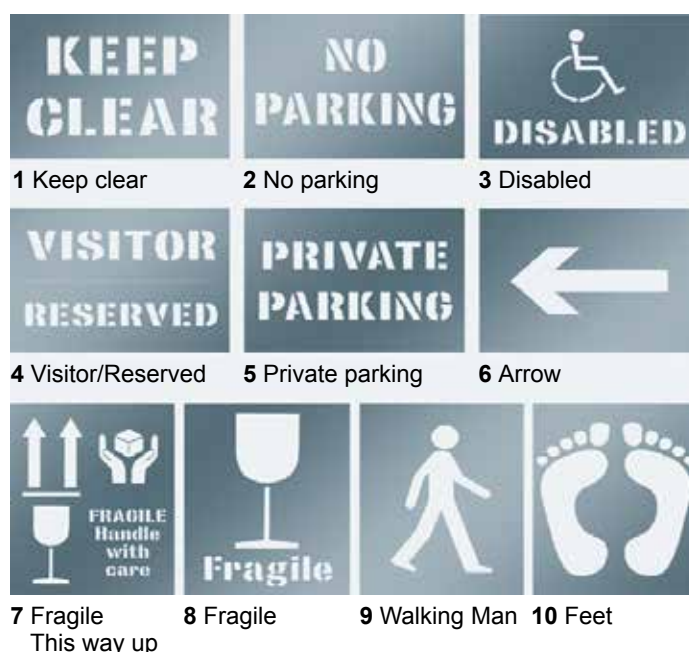 KEEP
CLEAR
NO
PARKING
DISABLED
1 Keep clear
2 No parking
3 Disabled
VISITOR
RESERVED
PRIVATE
PARKING
4 Visitor/Reserved
5 Private parking
6 Arrow
FRAGILE
Handle
with
care
Fragile
7 Fragile
This way up
8 Fragile
9 Walking Man
10 Feet